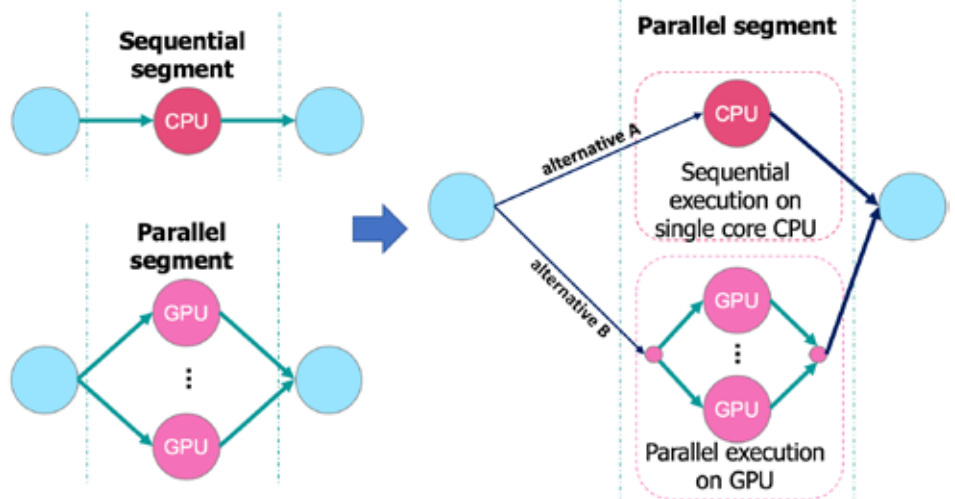 Sequential
segment
CPU
Parallel
segment
GPU
⋮
GPU
Parallel segment
alternative A
CPU
Sequential
execution on
single core CPU
alternative B
GPU
⋮
GPU
Parallel execution
on GPU